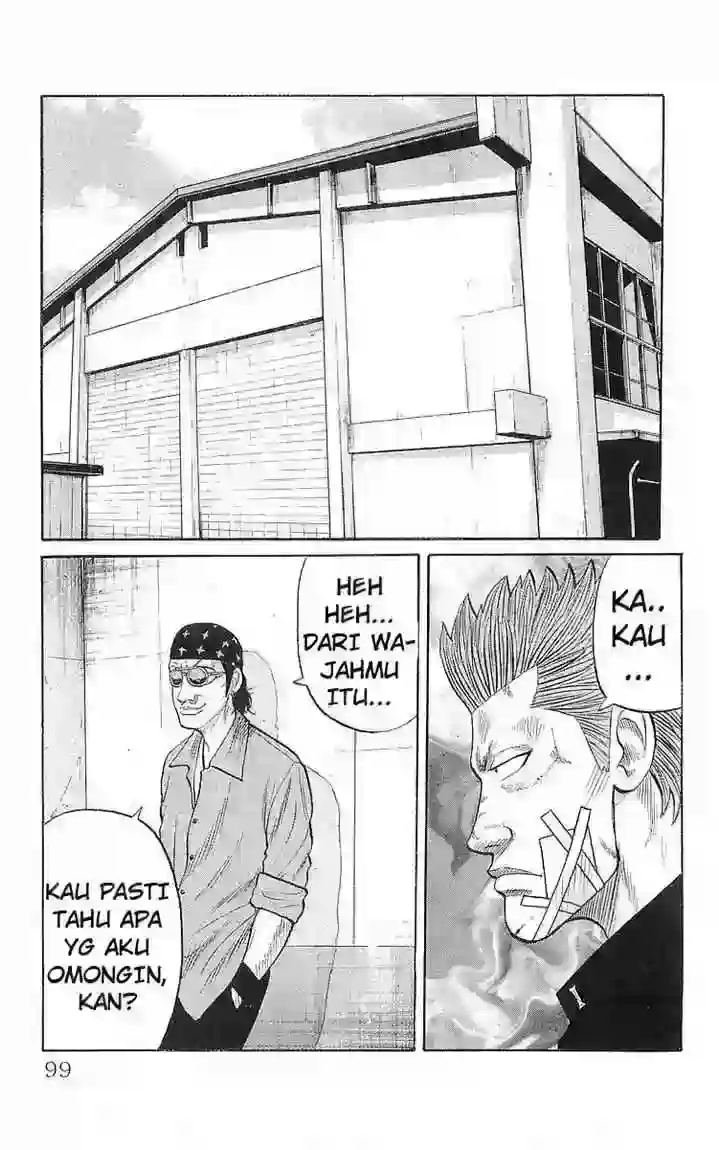 KA..
KAU
...
HEH
HEH...
DARI WA-
JAHMU
ITU...
KAU PASTI
TAHU APA
YG AKU
OMONGIN,
KAN?
I
99